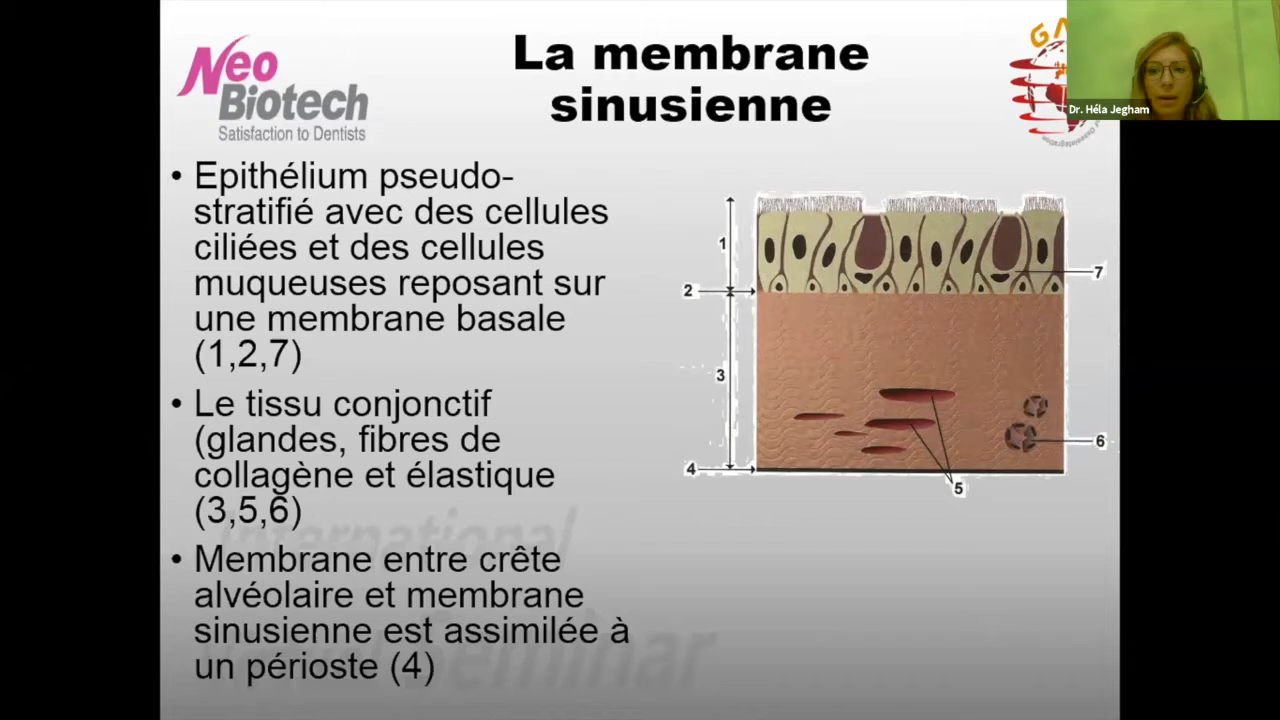 Neo
Biotech
Satisfaction to Dentists
La membrane
sinusienne
Dr. Héla Jegham
• Epithélium pseudo-
stratifié avec des cellules
ciliées et des cellules
muqueuses reposant sur
une membrane basale
(1,2,7)
• Le tissu conjonctif
(glandes, fibres de
collagène et élastique
(3,5,6)
• Membrane entre crête
alvéolaire et membrane
sinusienne est assimilée à
un périoste (4)
1
2
3
4
5
6
7
International
Seminar